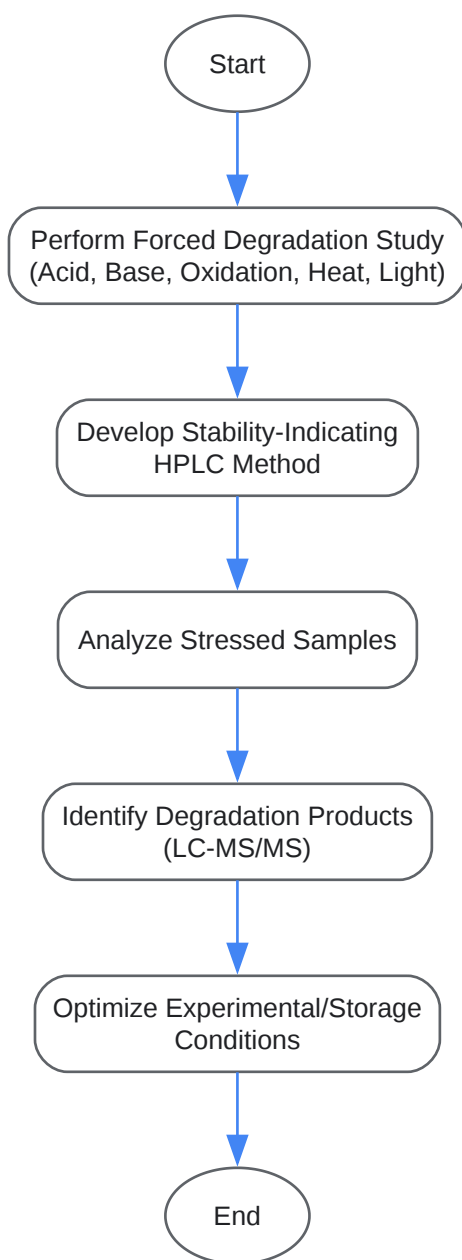 Start
Perform Forced Degradation Study
(Acid, Base, Oxidation, Heat, Light)
Develop Stability-Indicating
HPLC Method
Analyze Stressed Samples
Identify Degradation Products
(LC-MS/MS)
Optimize Experimental/Storage
Conditions
End